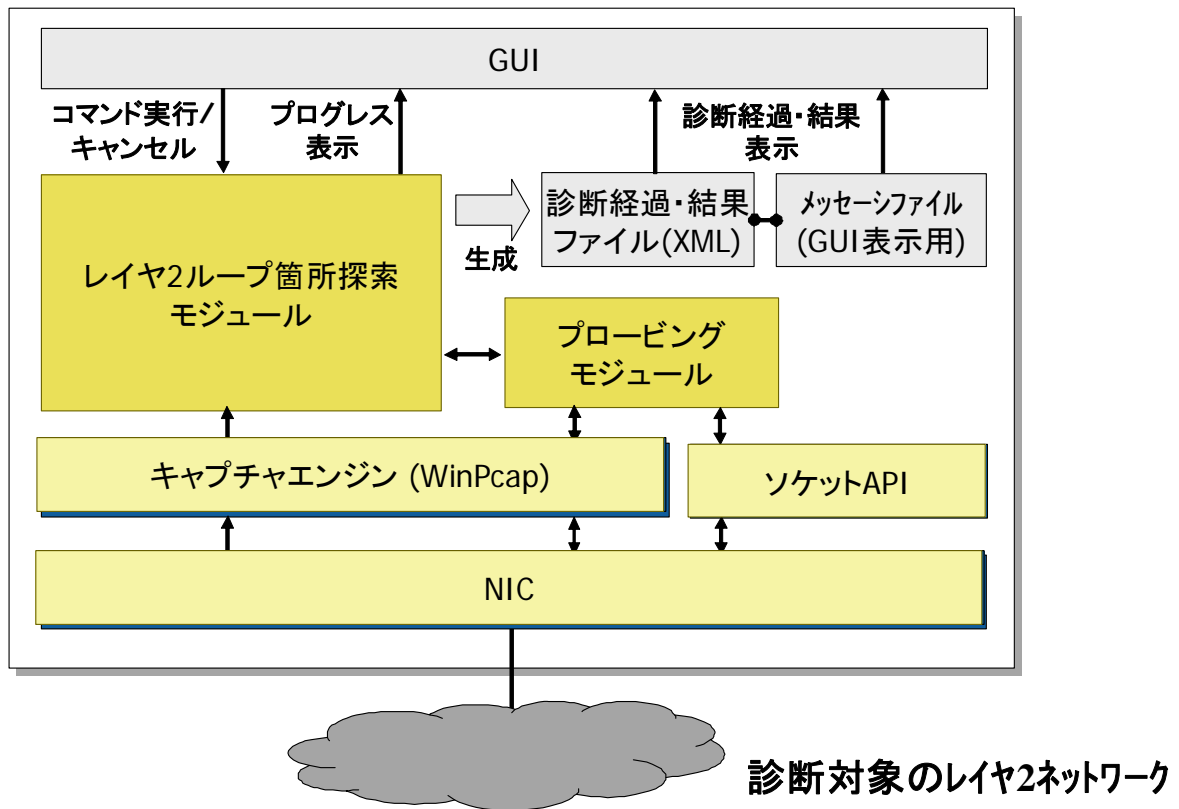 GUI
コマンド実行/
キャンセル
プログレス
表示
診断経過・結果
表示
レイヤ2ループ箇所探索
モジュール
生成
診断経過・結果
ファイル(XML)
メッセーシファイル
(GUI表示用)
プロービング
モジュール
キャプチャエンジン (WinPcap)
ソケットAPI
NIC
診断対象のレイヤ2ネットワーク